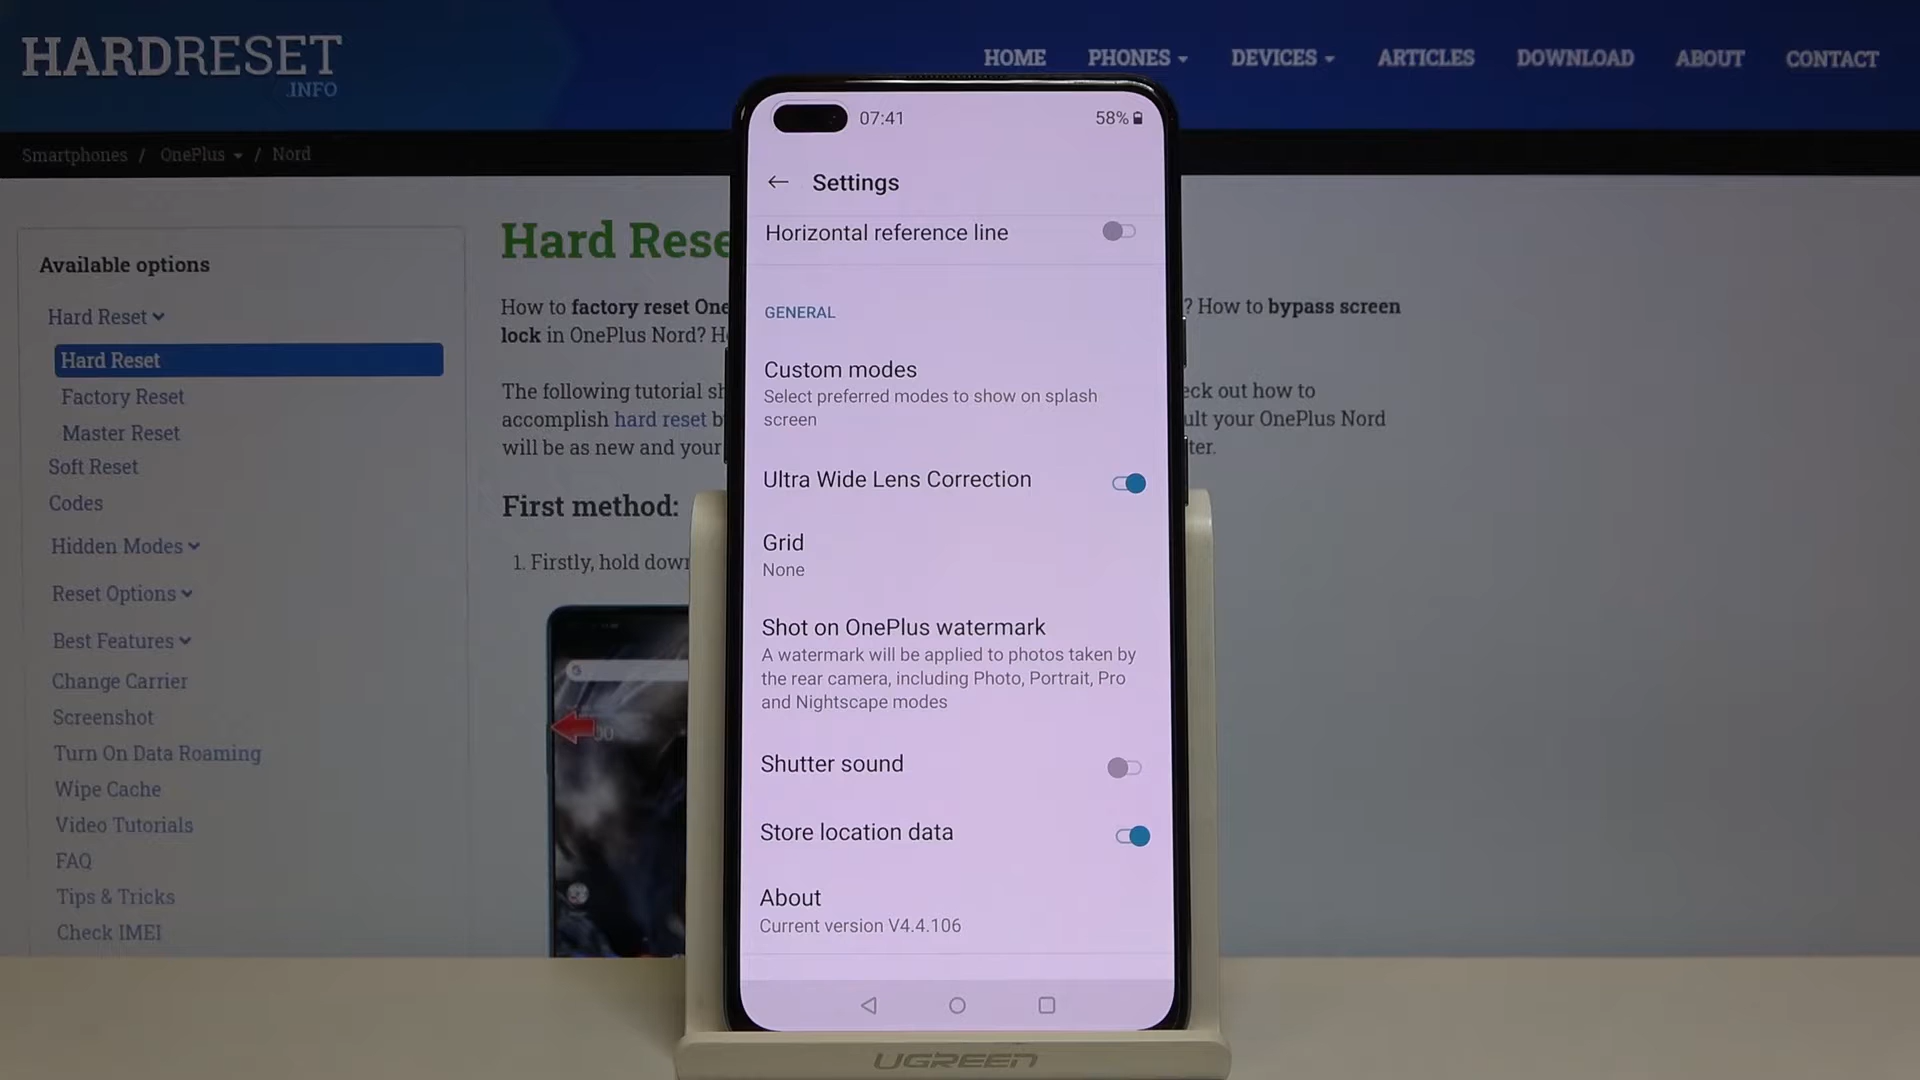 HARDRESET
.INFO
HOME PHONES DEVICES ARTICLES DOWNLOAD ABOUT CONTACT
Smartphones / OnePlus / Nord
Available options
Hard Reset
Hard Reset
Factory Reset
Master Reset
Soft Reset
Codes
Hidden Modes
Reset Options
Best Features
Change Carrier
Screenshot
Turn On Data Roaming
Wipe Cache
Video Tutorials
FAQ
Tips & Tricks
Check IMEI
Hard Rese
How to factory reset One ? How to bypass screen
lock in OnePlus Nord? H
The following tutorial sh eck out how to
accomplish hard reset b ult your OnePlus Nord
will be as new and your ter.
First method:
1. Firstly, hold down
07:41 58%
Settings
Horizontal reference line
GENERAL
Custom modes
Select preferred modes to show on splash
screen
Ultra Wide Lens Correction
Grid
None
Shot on OnePlus watermark
A watermark will be applied to photos taken by
the rear camera, including Photo, Portrait, Pro
and Nightscape modes
Shutter sound
Store location data
About
Current version V4.4.106
UGREEN